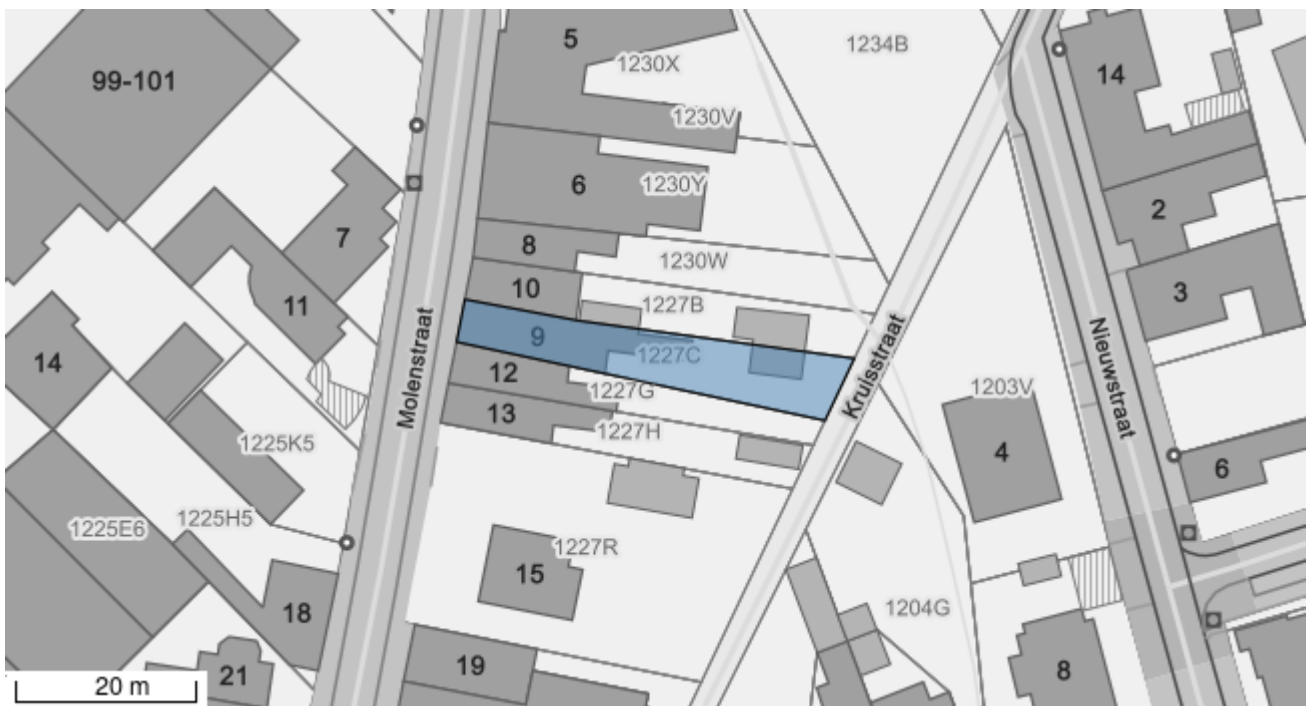 5
1230X
1234B
14
99-101
1230V
6
1230Y
2
7
8
1230W
10
1227B
3
11
9
1227C
14
12
1227G
Molenstraat
Kruisstraat
Nieuwstraat
1203V
13
1227H
4
6
1225K5
1225E6
1225H5
1227R
15
1204G
18
19
8
21
20 m